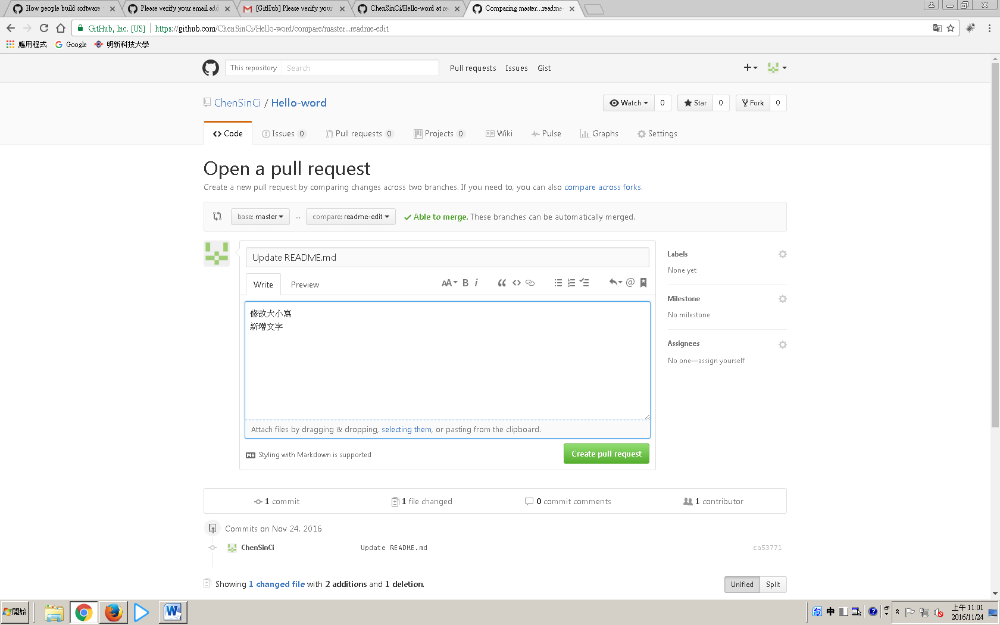 How people build software
Please verify your email add
[GitHub] Please verify your
ChenSinCi/Hello-word at re
Comparing master...readme-
GitHub, Inc. [US]
https://github.com/ChenSinCi/Hello-word/compare/master...readme-edit
應用程式 Google 明新科技大學
This repository Search Pull requests Issues Gist
ChenSinCi / Hello-word Watch 0 Star 0 Fork 0
Code Issues 0 Pull requests 0 Projects 0 Wiki Pulse Graphs Settings
Open a pull request
Create a new pull request by comparing changes across two branches. If you need to, you can also compare across forks.
base: master ... compare: readme-edit Able to merge. These branches can be automatically merged.
Update README.md
Write Preview AA B i “ <> @
修改大小寫
新增文字
Attach files by dragging & dropping, selecting them, or pasting from the clipboard.
Styling with Markdown is supported Create pull request
Labels
None yet
Milestone
No milestone
Assignees
No one—assign yourself
1 commit 1 file changed 0 commit comments 1 contributor
Commits on Nov 24, 2016
ChenSinCi Update README.md ca53771
Showing 1 changed file with 2 additions and 1 deletion. Unified Split
開始 中 上午 11:01
2016/11/24